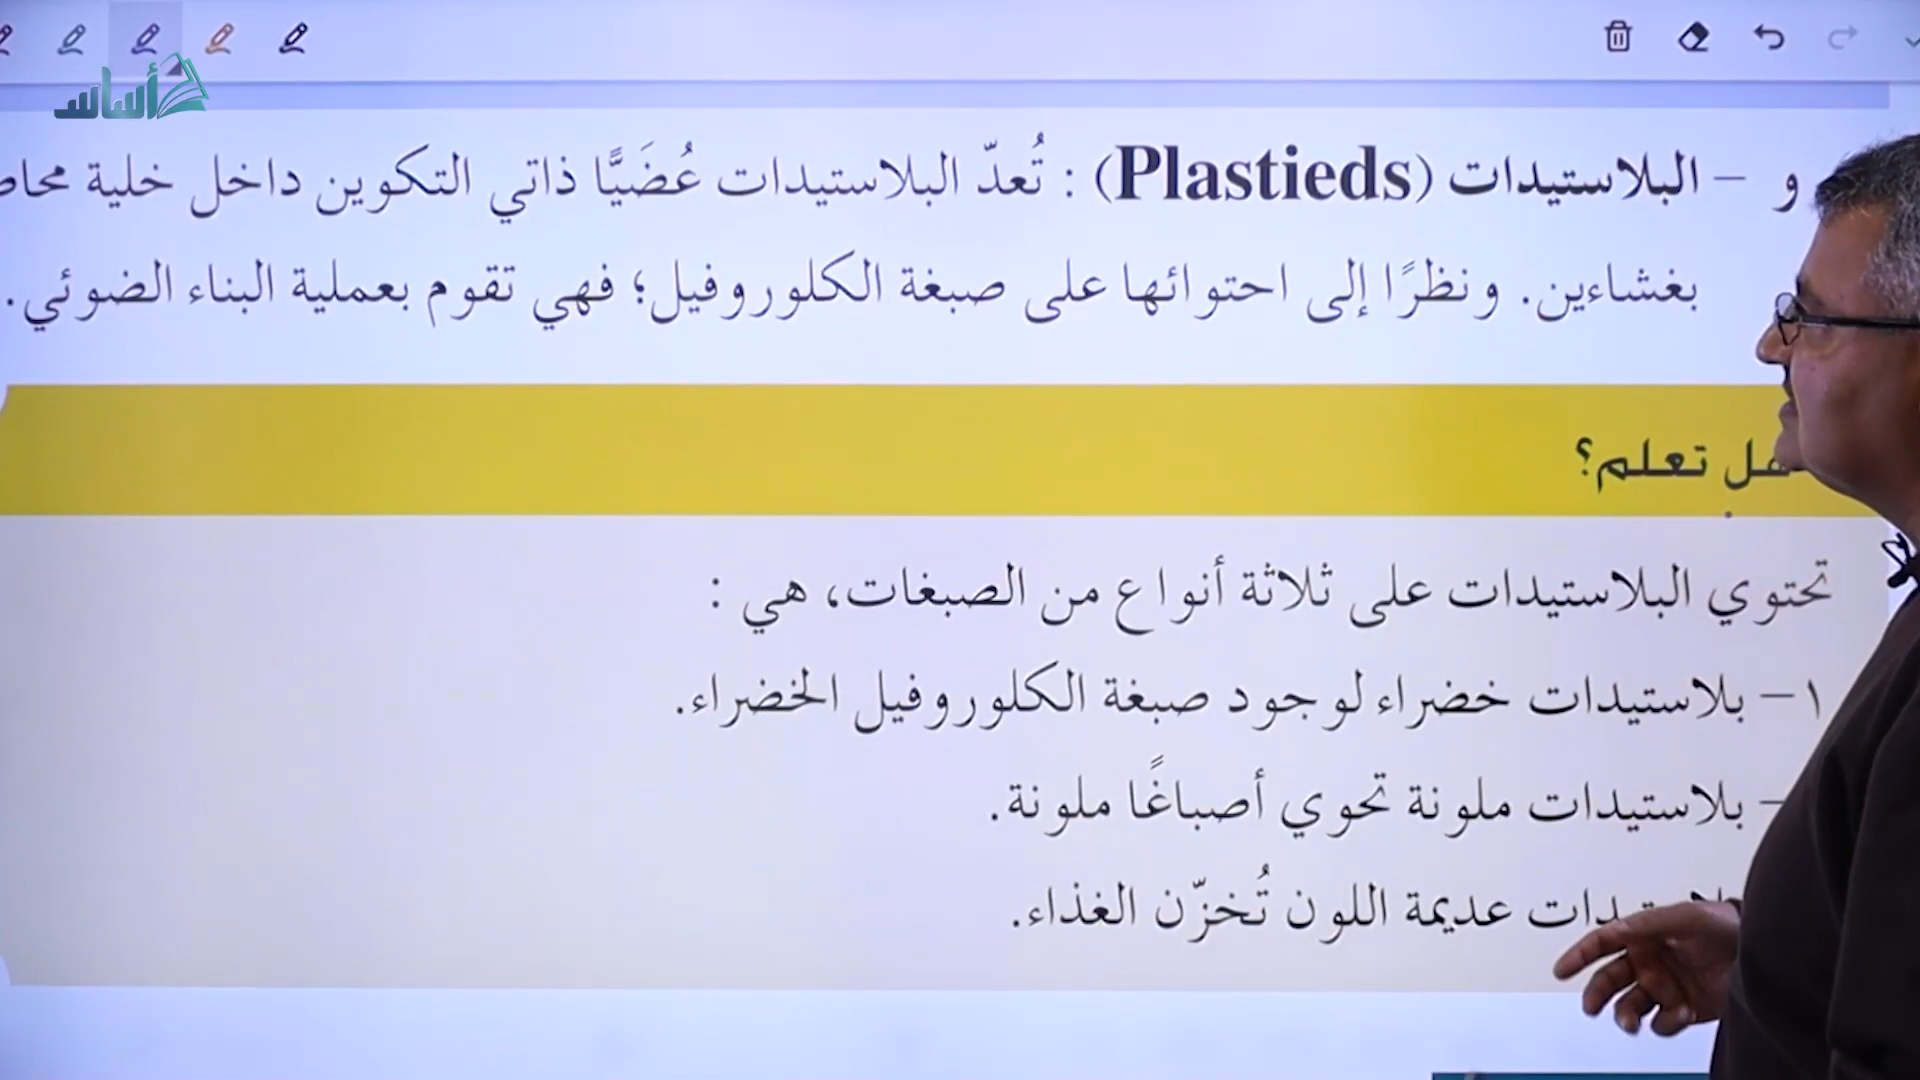 أساس
و – البلاستيدات (Plastieds) : تُعدّ البلاستيدات عُضَيًّا ذاتي التكوين داخل خلية
بغشاءين. ونظرًا إلى احتوائها على صبغة الكلوروفيل؛ فهي تقوم بعملية البناء الضوئي.
هل تعلم؟
تحتوي البلاستيدات على ثلاثة أنواع من الصبغات، هي :
١– بلاستيدات خضراء لوجود صبغة الكلوروفيل الخضراء.
– بلاستيدات ملونة تحوي أصباغًا ملونة.
عديمة اللون تُخزّن الغذاء.